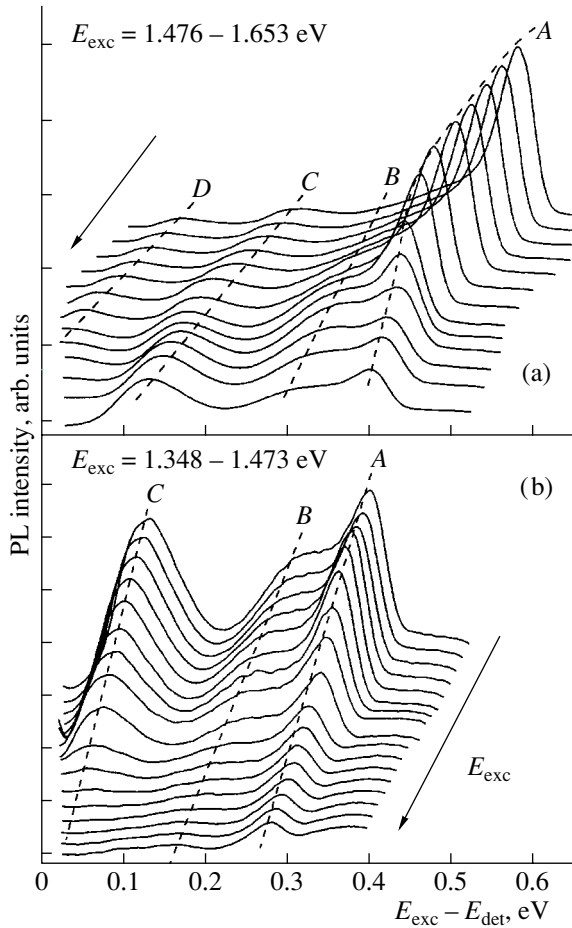 E_exc = 1.476 – 1.653 eV
A
D
C
B
(a)
E_exc = 1.348 – 1.473 eV
A
C
B
(b)
E_exc
PL intensity, arb. units
0
0.1
0.2
0.3
0.4
0.5
0.6
E_exc – E_det, eV